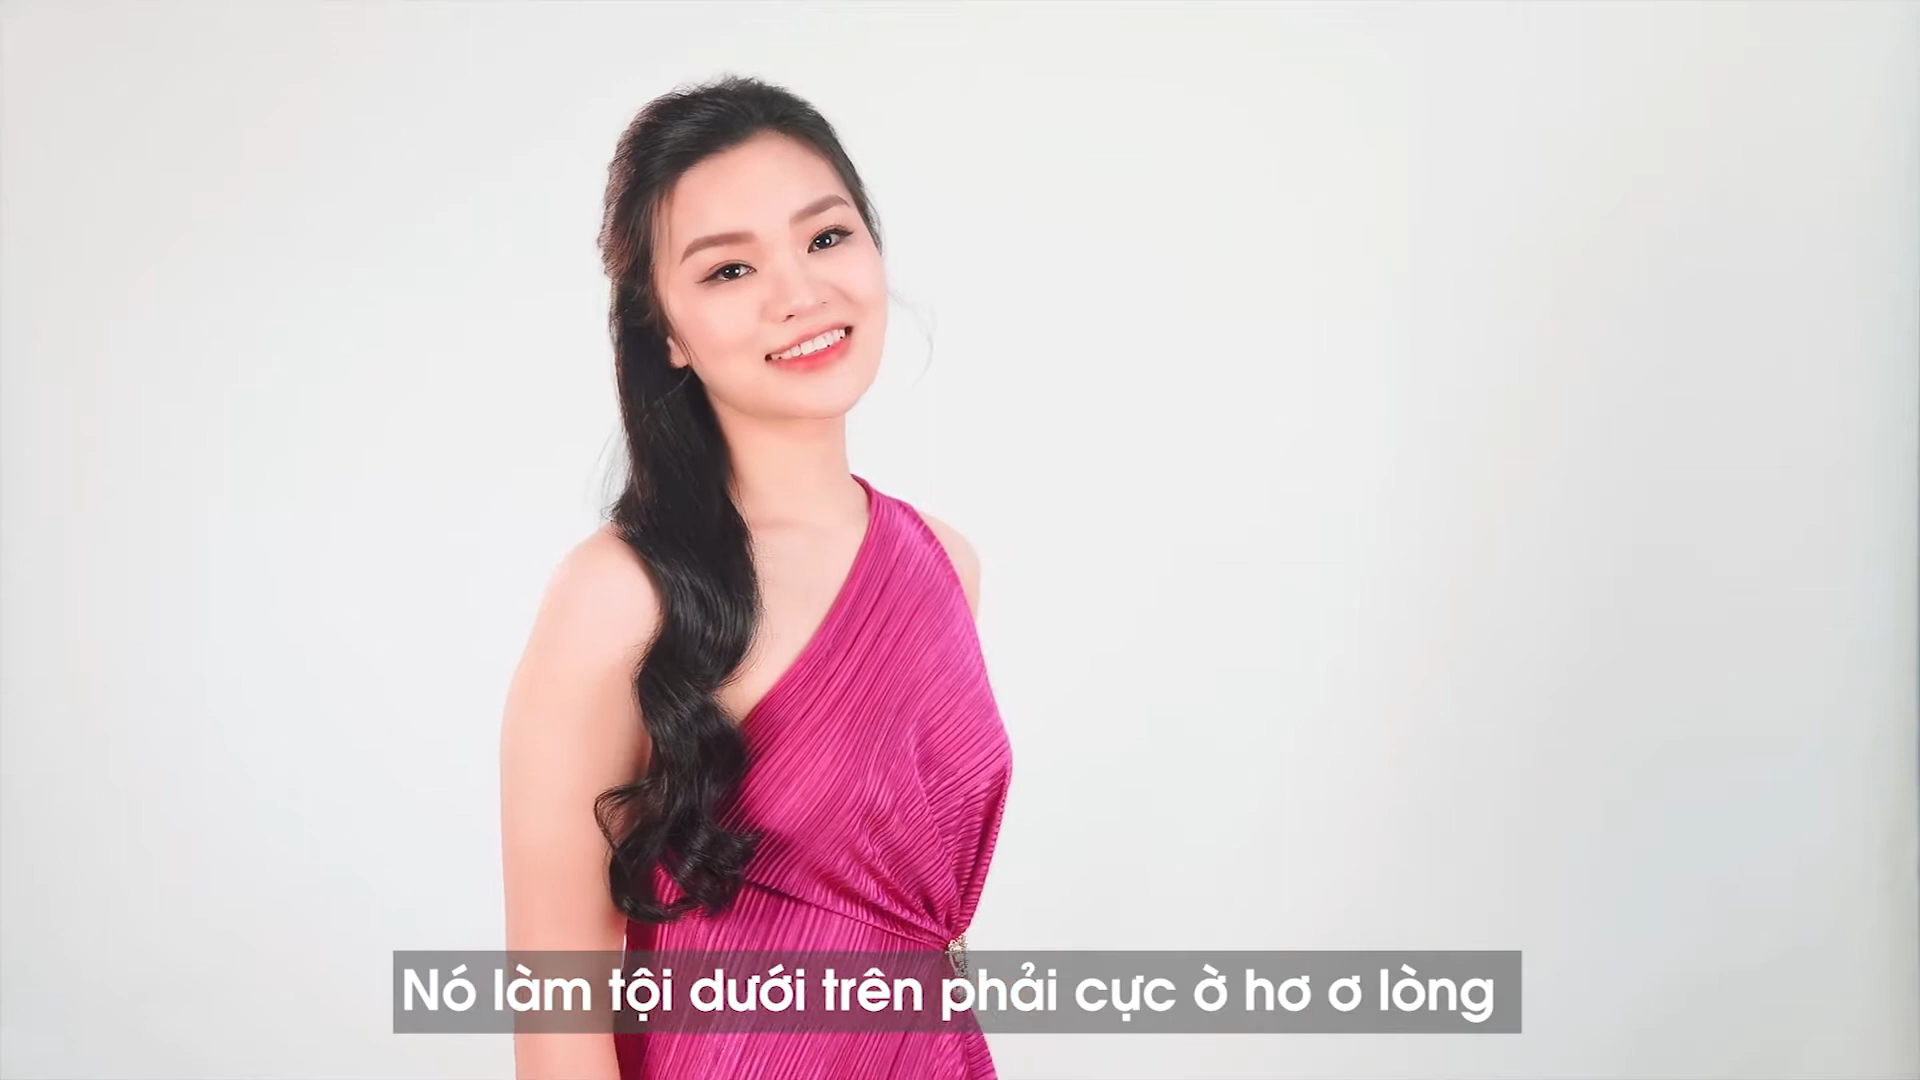 Nó làm tội dưới trên phải cực ờ hơ ơ lòng